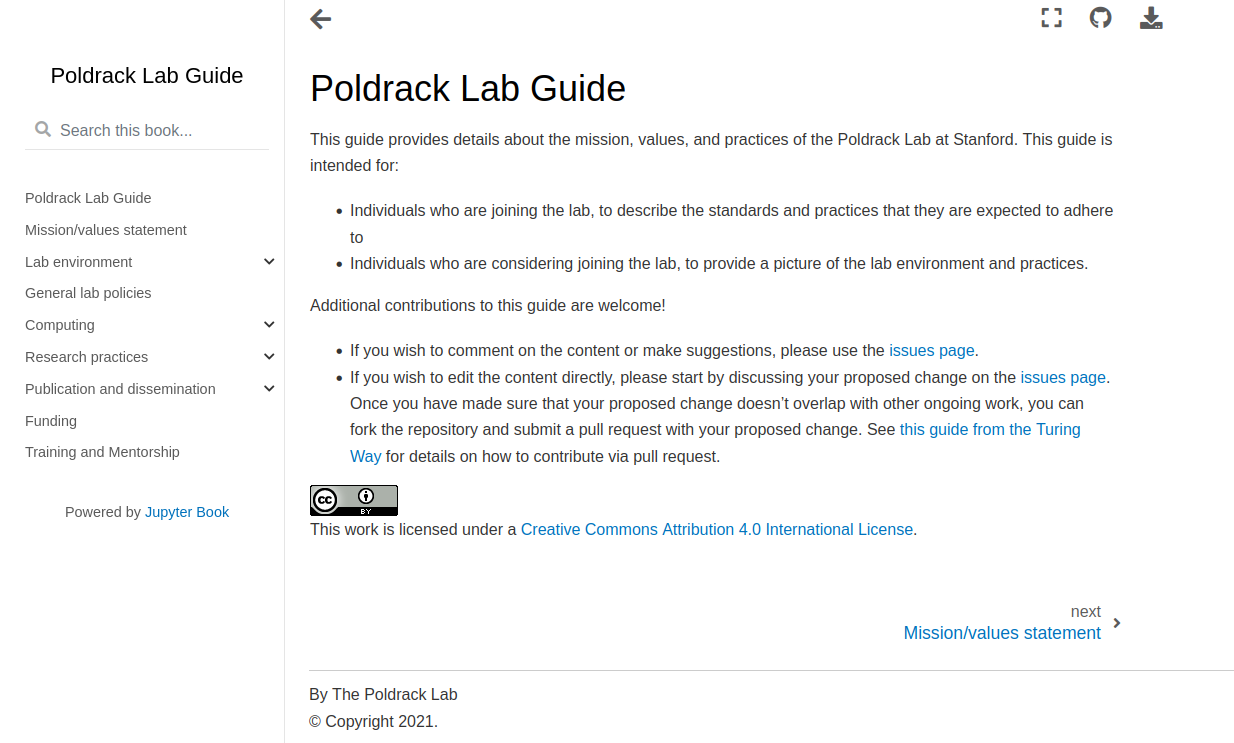 Poldrack Lab Guide
Search this book...
Poldrack Lab Guide
Mission/values statement
Lab environment
General lab policies
Computing
Research practices
Publication and dissemination
Funding
Training and Mentorship
Powered by Jupyter Book
Poldrack Lab Guide
This guide provides details about the mission, values, and practices of the Poldrack Lab at Stanford. This guide is
intended for:
• Individuals who are joining the lab, to describe the standards and practices that they are expected to adhere
to
• Individuals who are considering joining the lab, to provide a picture of the lab environment and practices.
Additional contributions to this guide are welcome!
• If you wish to comment on the content or make suggestions, please use the issues page.
• If you wish to edit the content directly, please start by discussing your proposed change on the issues page.
Once you have made sure that your proposed change doesn’t overlap with other ongoing work, you can
fork the repository and submit a pull request with your proposed change. See this guide from the Turing
Way for details on how to contribute via pull request.
CC
BY
This work is licensed under a Creative Commons Attribution 4.0 International License.
next
Mission/values statement
By The Poldrack Lab
© Copyright 2021.